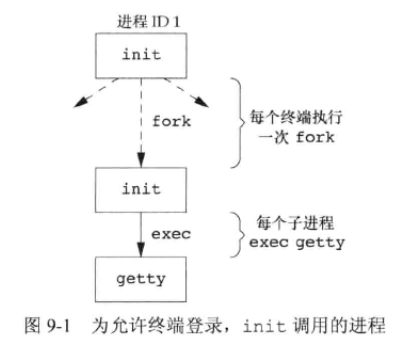 进程 ID 1
init
fork
每个终端执行
一次 fork
init
exec
每个子进程
exec getty
getty
图 9-1 为允许终端登录，init 调用的进程